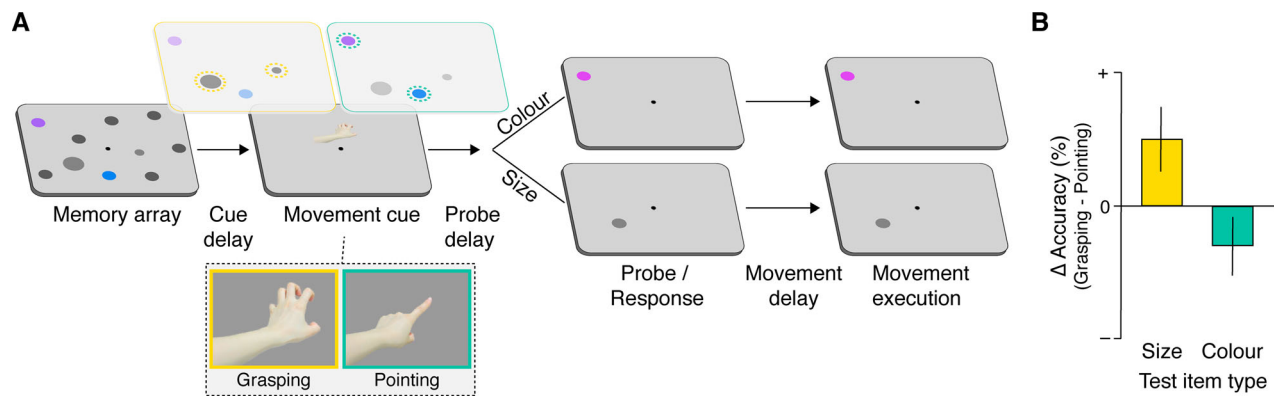 A
Memory array
Cue
delay
Movement cue
Probe
delay
Grasping
Pointing
Colour
Size
Probe /
Response
Movement
delay
Movement
execution
B
Δ Accuracy (%)
(Grasping - Pointing)
+
0
–
Size
Colour
Test item type